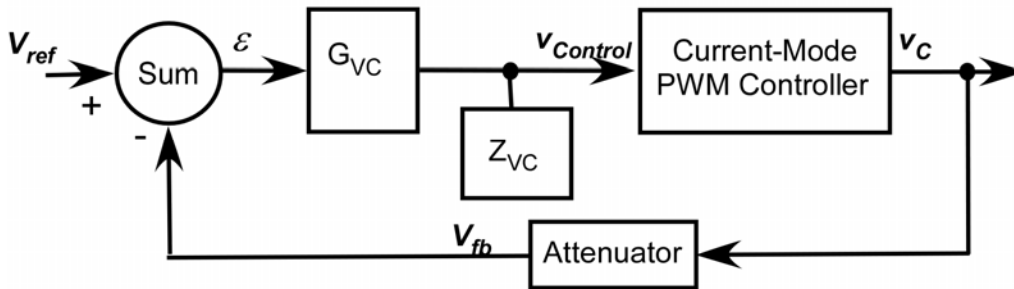 V_ref
+
-
Sum
ε
G_VC
v_Control
Z_VC
Current-Mode
PWM Controller
v_C
V_fb
Attenuator